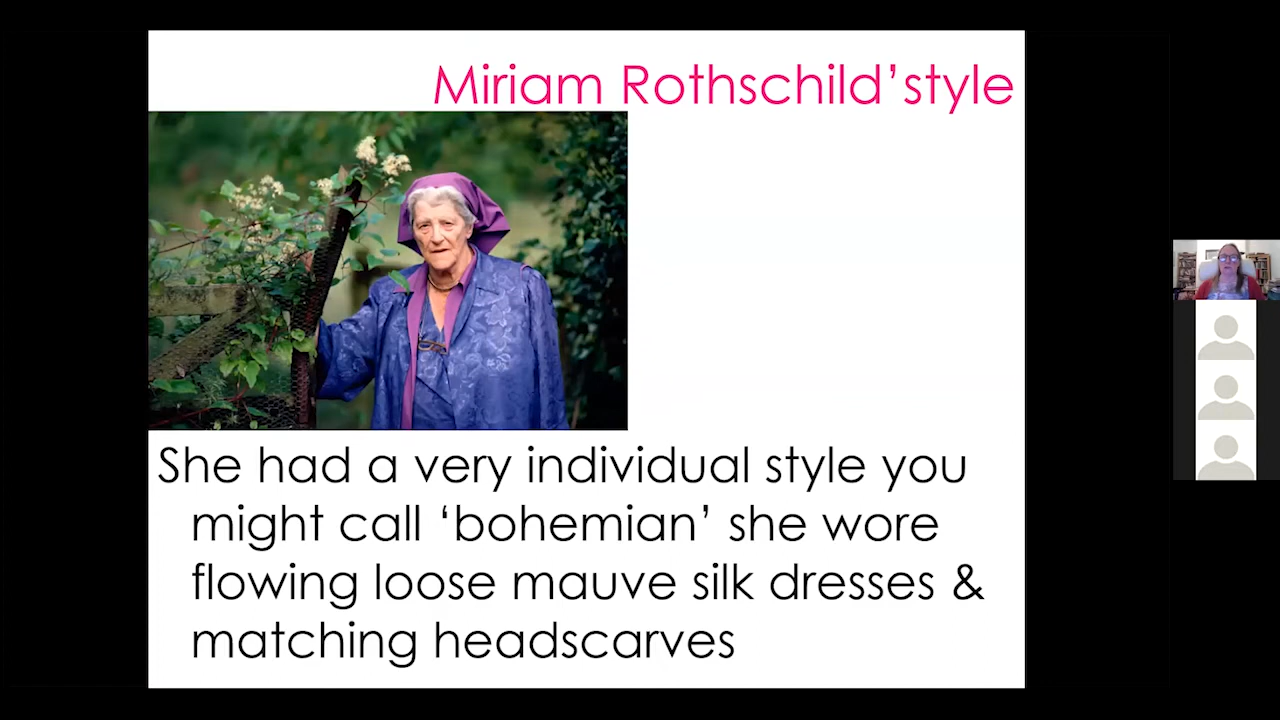 Miriam Rothschild’style
She had a very individual style you
might call ‘bohemian’ she wore
flowing loose mauve silk dresses &
matching headscarves